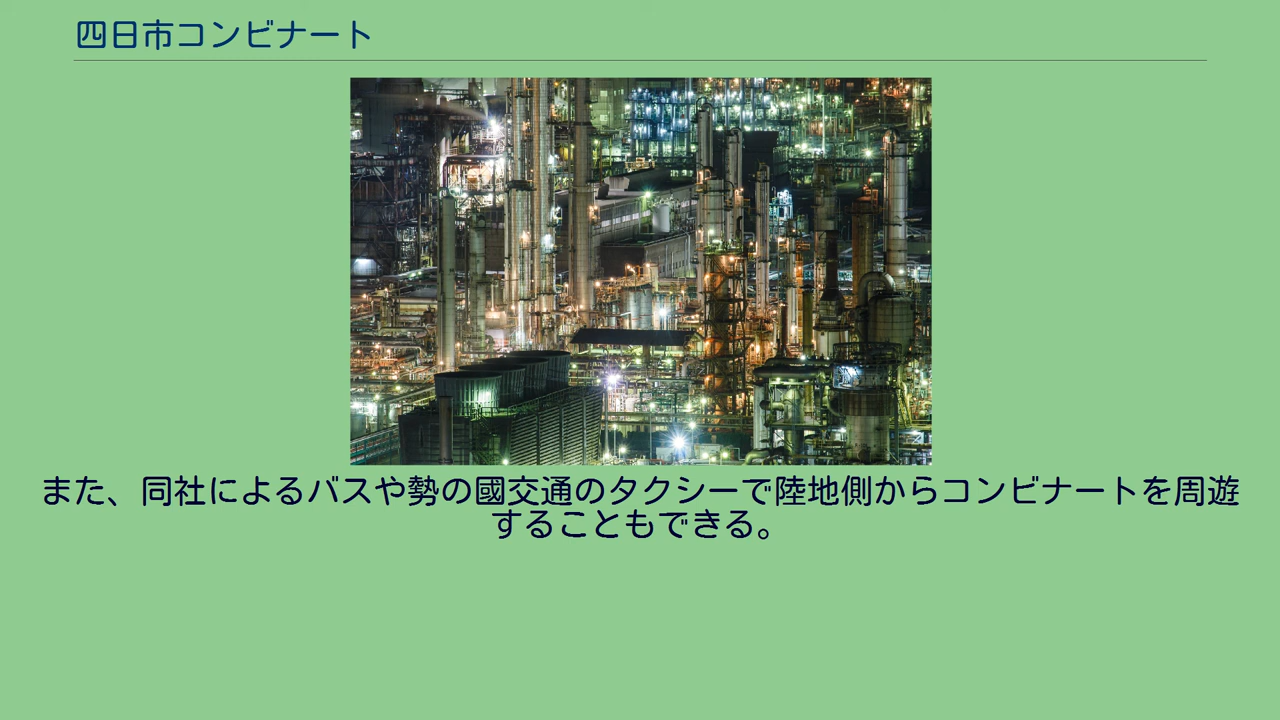 四日市コンビナート
また、同社によるバスや勢の國交通のタクシーで陸地側からコンビナートを周遊
することもできる。